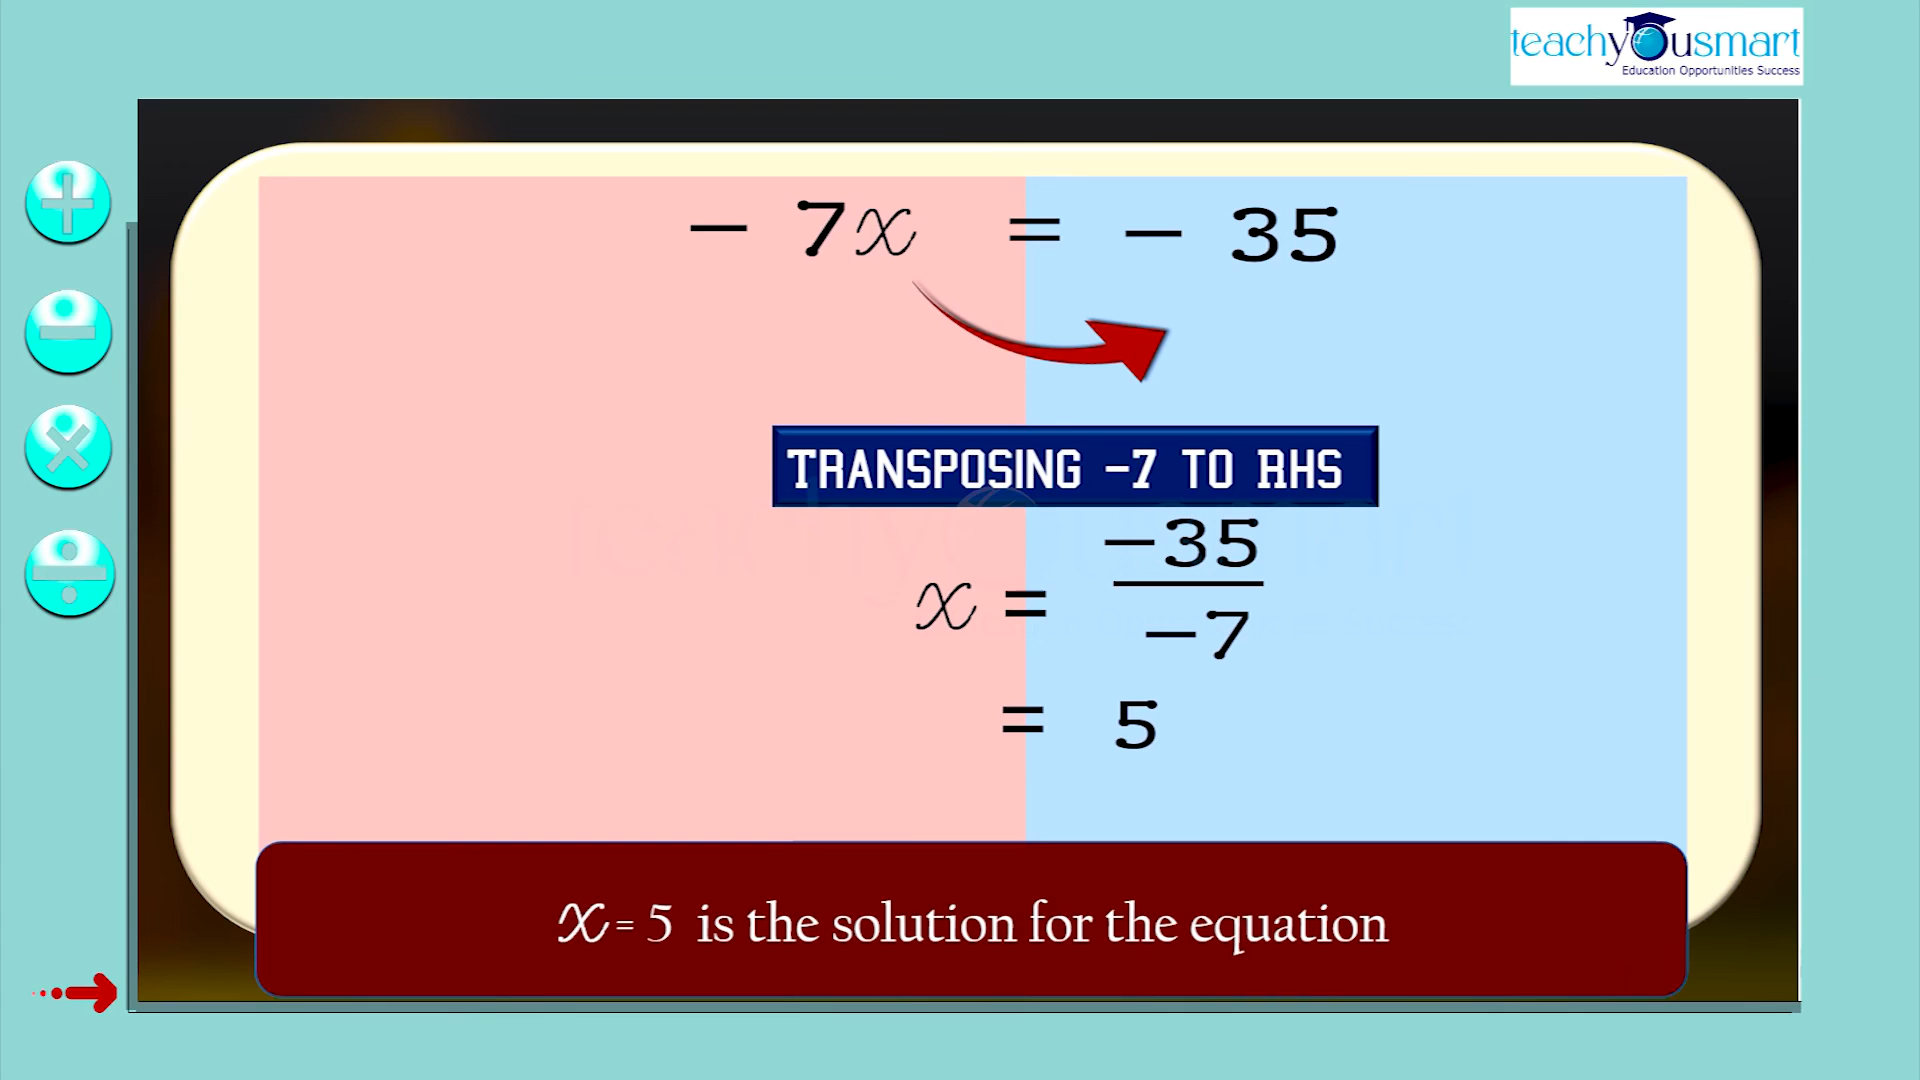 teachyousmart
Education Opportunities Success
− 7x = − 35
TRANSPOSING -7 TO RHS
−35
x =
−7
= 5
x = 5 is the solution for the equation